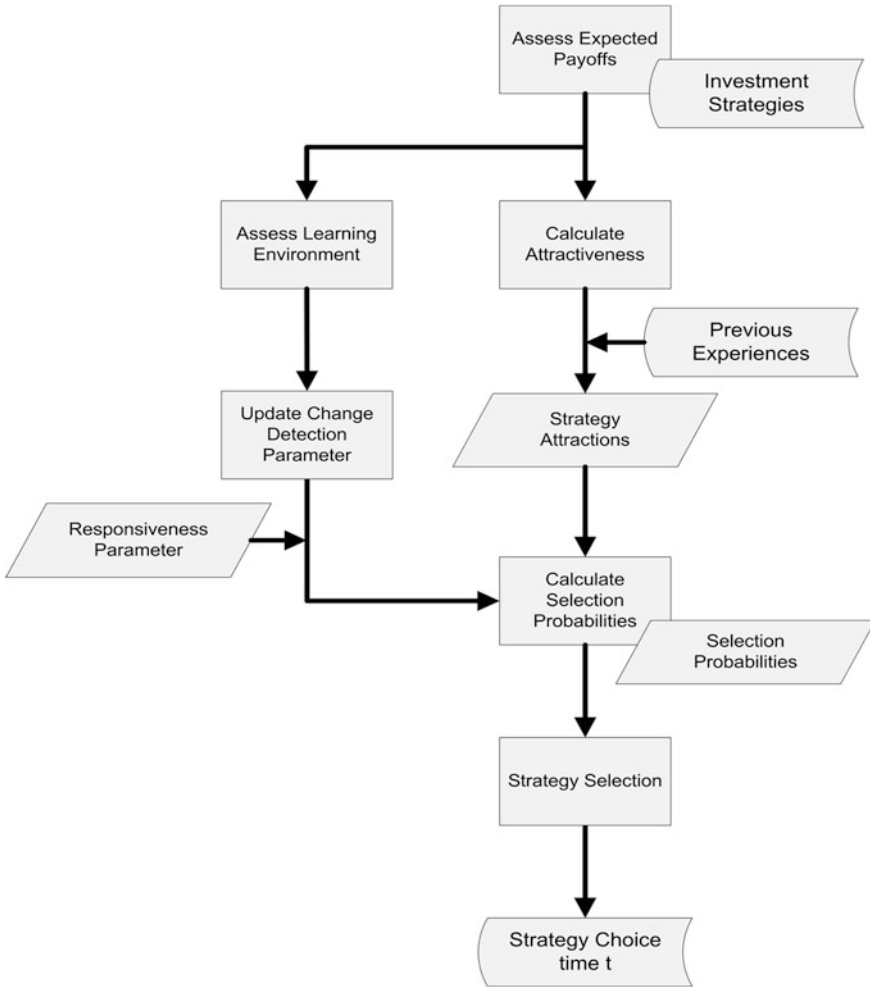 Assess Expected
Payoffs
Investment
Strategies
Assess Learning
Environment
Calculate
Attractiveness
Previous
Experiences
Update Change
Detection
Parameter
Strategy
Attractions
Responsiveness
Parameter
Calculate
Selection
Probabilities
Selection
Probabilities
Strategy Selection
Strategy Choice
time t